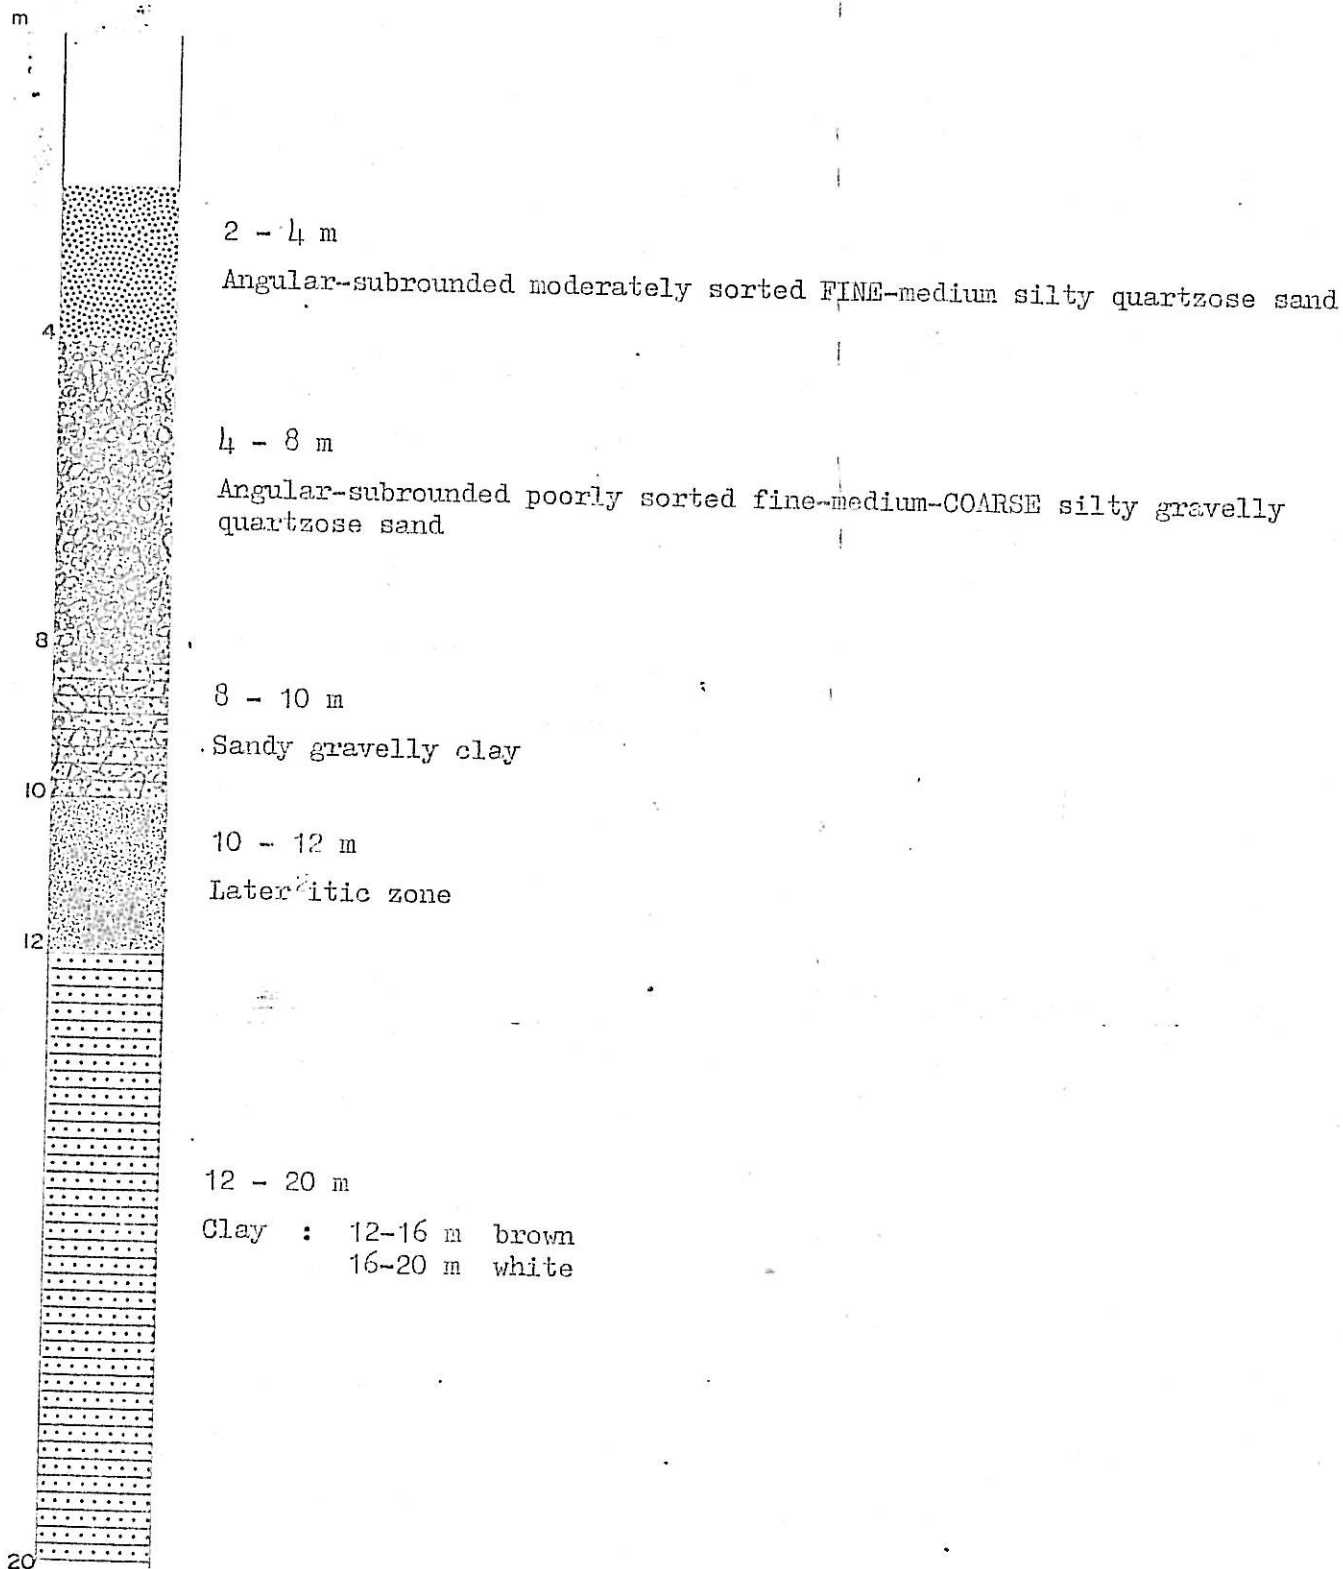 m
2 - 4 m
Angular-subrounded moderately sorted FINE-medium silty quartzose sand
4
4 - 8 m
Angular-subrounded poorly sorted fine-medium-COARSE silty gravelly
quartzose sand
8
8 - 10 m
Sandy gravelly clay
10
10 - 12 m
Lateritic zone
12
12 - 20 m
Clay : 12-16 m brown
16-20 m white
20